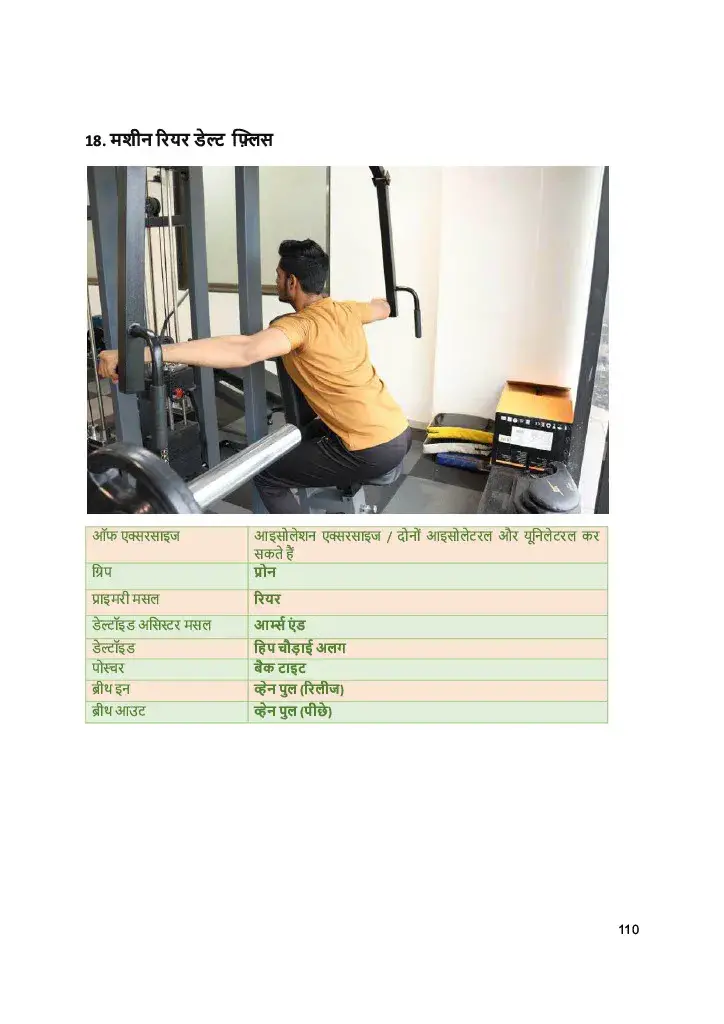 18. मशीन रियर डेल्ट फ़्लिस
ऑफ एक्सरसाइज आइसोलेशन एक्सरसाइज / दोनों आइसोलेटरल और यूनिलेटरल कर
सकते हैं
ग्रिप प्रोन
प्राइमरी मसल रियर
डेल्टॉइड असिस्टर मसल आर्म्स एंड
डेल्टॉइड हिप चौड़ाई अलग
पोस्चर बैक टाइट
ब्रीथ इन व्हेन पुल (रिलीज)
ब्रीथ आउट व्हेन पुल (पीछे)
110